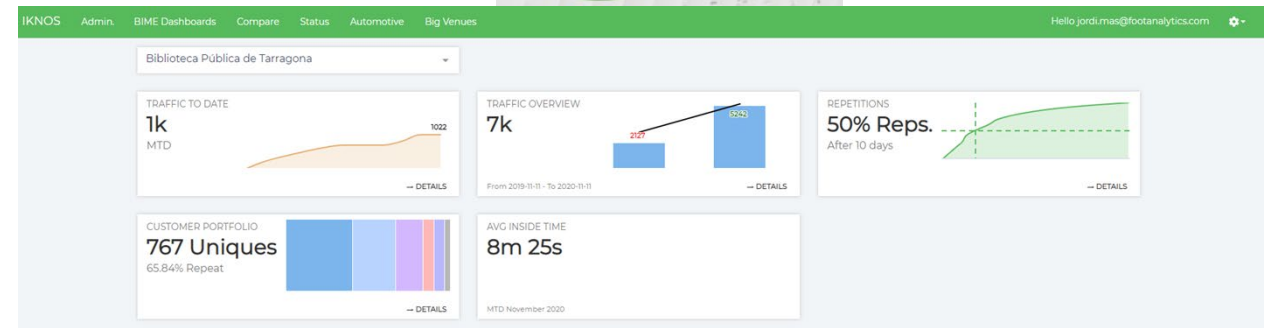 IKNOS Admin. BIME Dashboards Compare Status Automotive Big Venues Hello jordi.mas@footanalytics.com
Biblioteca Pública de Tarragona
TRAFFIC TO DATE
1k
MTD
1022
→ DETAILS
TRAFFIC OVERVIEW
7k
2127
5242
From 2019-11-11 - To 2020-11-11
→ DETAILS
REPETITIONS
50% Reps.
After 10 days
→ DETAILS
CUSTOMER PORTFOLIO
767 Uniques
65.84% Repeat
→ DETAILS
AVG INSIDE TIME
8m 25s
MTD November 2020